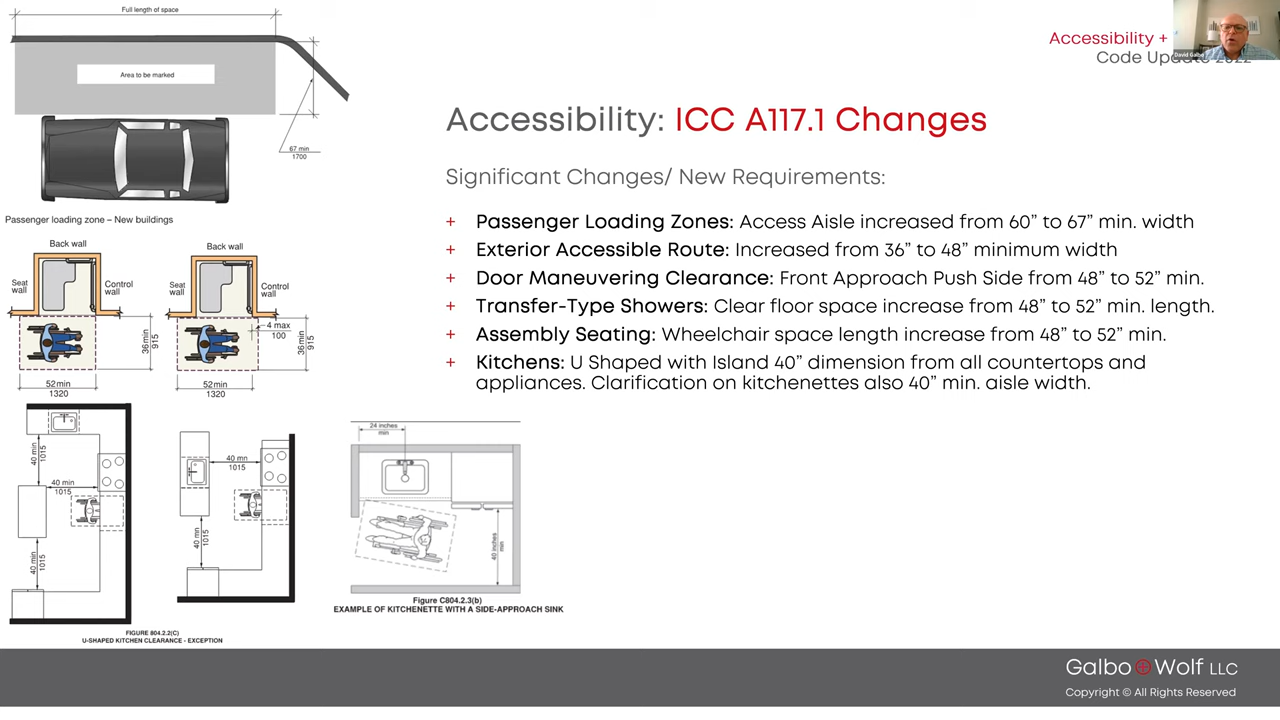 Full length of space
Area to be marked
67 min
1700
Passenger loading zone – New buildings
Back wall
Back wall
Seat
wall
Control
wall
Seat
wall
Control
wall
4 max
100
36 min
915
36 min
915
52 min
1320
52 min
1320
40 min
1015
40 min
1015
40 min
1015
40 mn
1015
40 mn
1015
FIGURE 804.2.2(C)
U-SHAPED KITCHEN CLEARANCE - EXCEPTION
24 inches
min
40 inches
min
Figure C804.2.3(b)
EXAMPLE OF KITCHENETTE WITH A SIDE-APPROACH SINK
Accessibility +
Code Update 2022
David Galbo
Accessibility: ICC A117.1 Changes
Significant Changes/ New Requirements:
+ Passenger Loading Zones: Access Aisle increased from 60” to 67” min. width
+ Exterior Accessible Route: Increased from 36” to 48” minimum width
+ Door Maneuvering Clearance: Front Approach Push Side from 48” to 52” min.
+ Transfer-Type Showers: Clear floor space increase from 48” to 52” min. length.
+ Assembly Seating: Wheelchair space length increase from 48” to 52” min.
+ Kitchens: U Shaped with Island 40” dimension from all countertops and
appliances. Clarification on kitchenettes also 40” min. aisle width.
Galbo + Wolf LLC
Copyright © All Rights Reserved